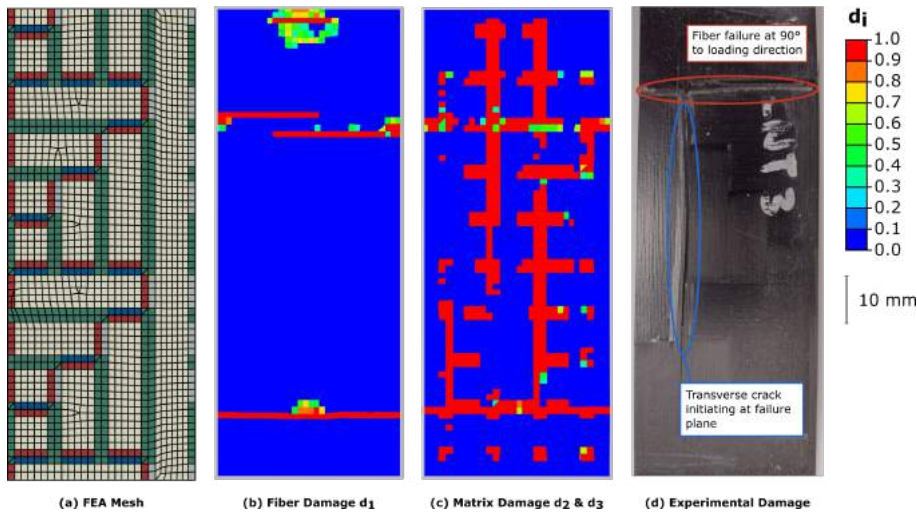 Fiber failure at 90°
to loading direction
Transverse crack
initiating at failure
plane
dᵢ
1.0
0.9
0.8
0.7
0.6
0.5
0.4
0.3
0.2
0.1
0.0
10 mm
(a) FEA Mesh
(b) Fiber Damage d₁
(c) Matrix Damage d₂ & d₃
(d) Experimental Damage